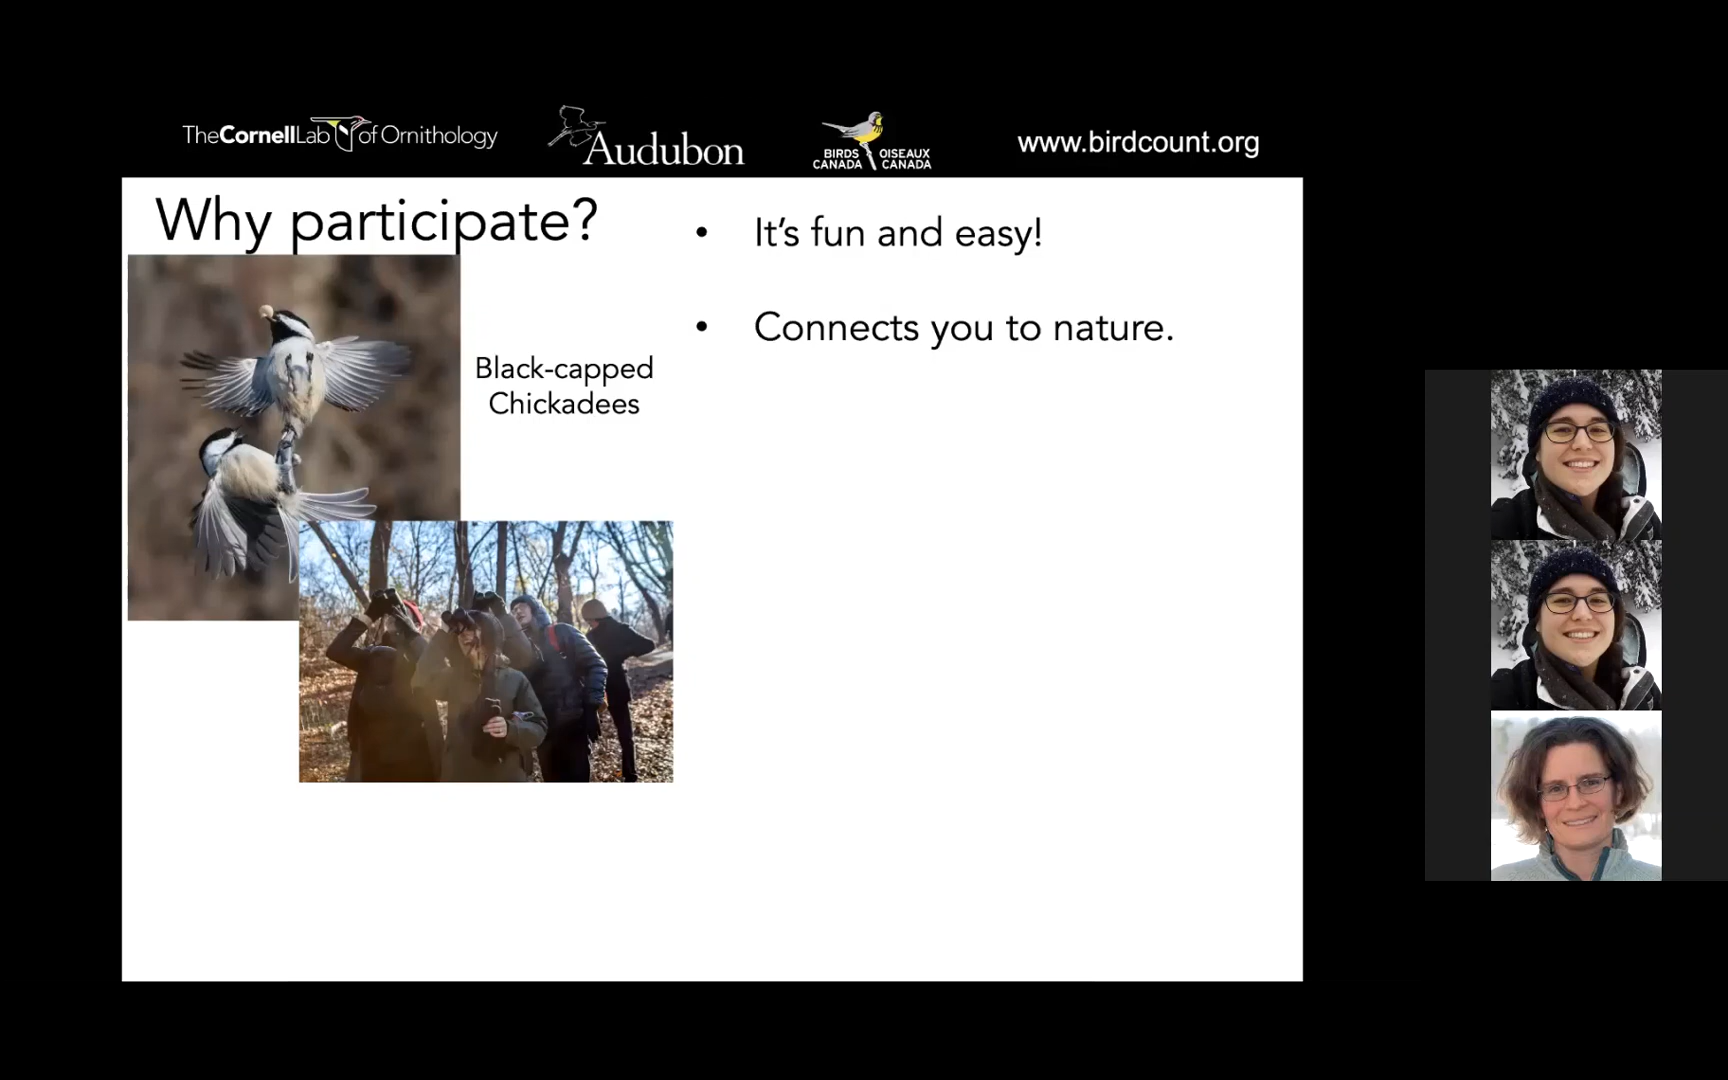 TheCornellLab of Ornithology
Audubon
BIRDS OISEAUX
CANADA CANADA
www.birdcount.org
Why participate?
• It's fun and easy!
• Connects you to nature.
Black-capped
Chickadees